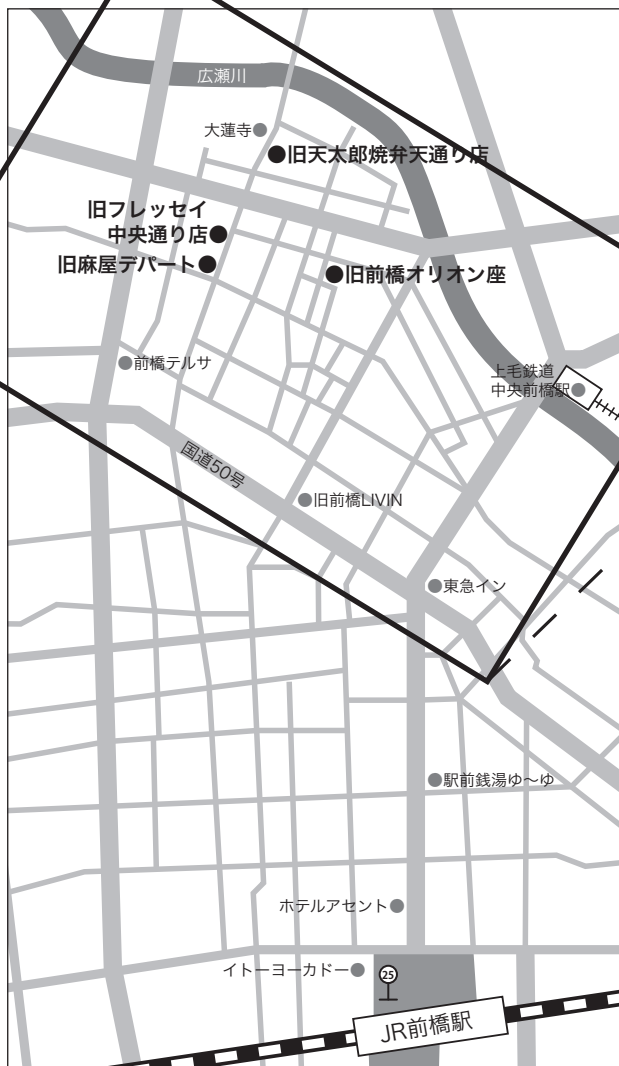 広瀬川
大蓮寺
旧天太郎焼弁天通り店
旧フレッセイ
中央通り店
旧麻屋デパート
旧前橋オリオン座
前橋テルサ
上毛鉄道
中央前橋駅
国道50号
旧前橋LIVIN
東急イン
駅前銭湯ゆ〜ゆ
ホテルアセント
イトーヨーカドー
25
JR前橋駅